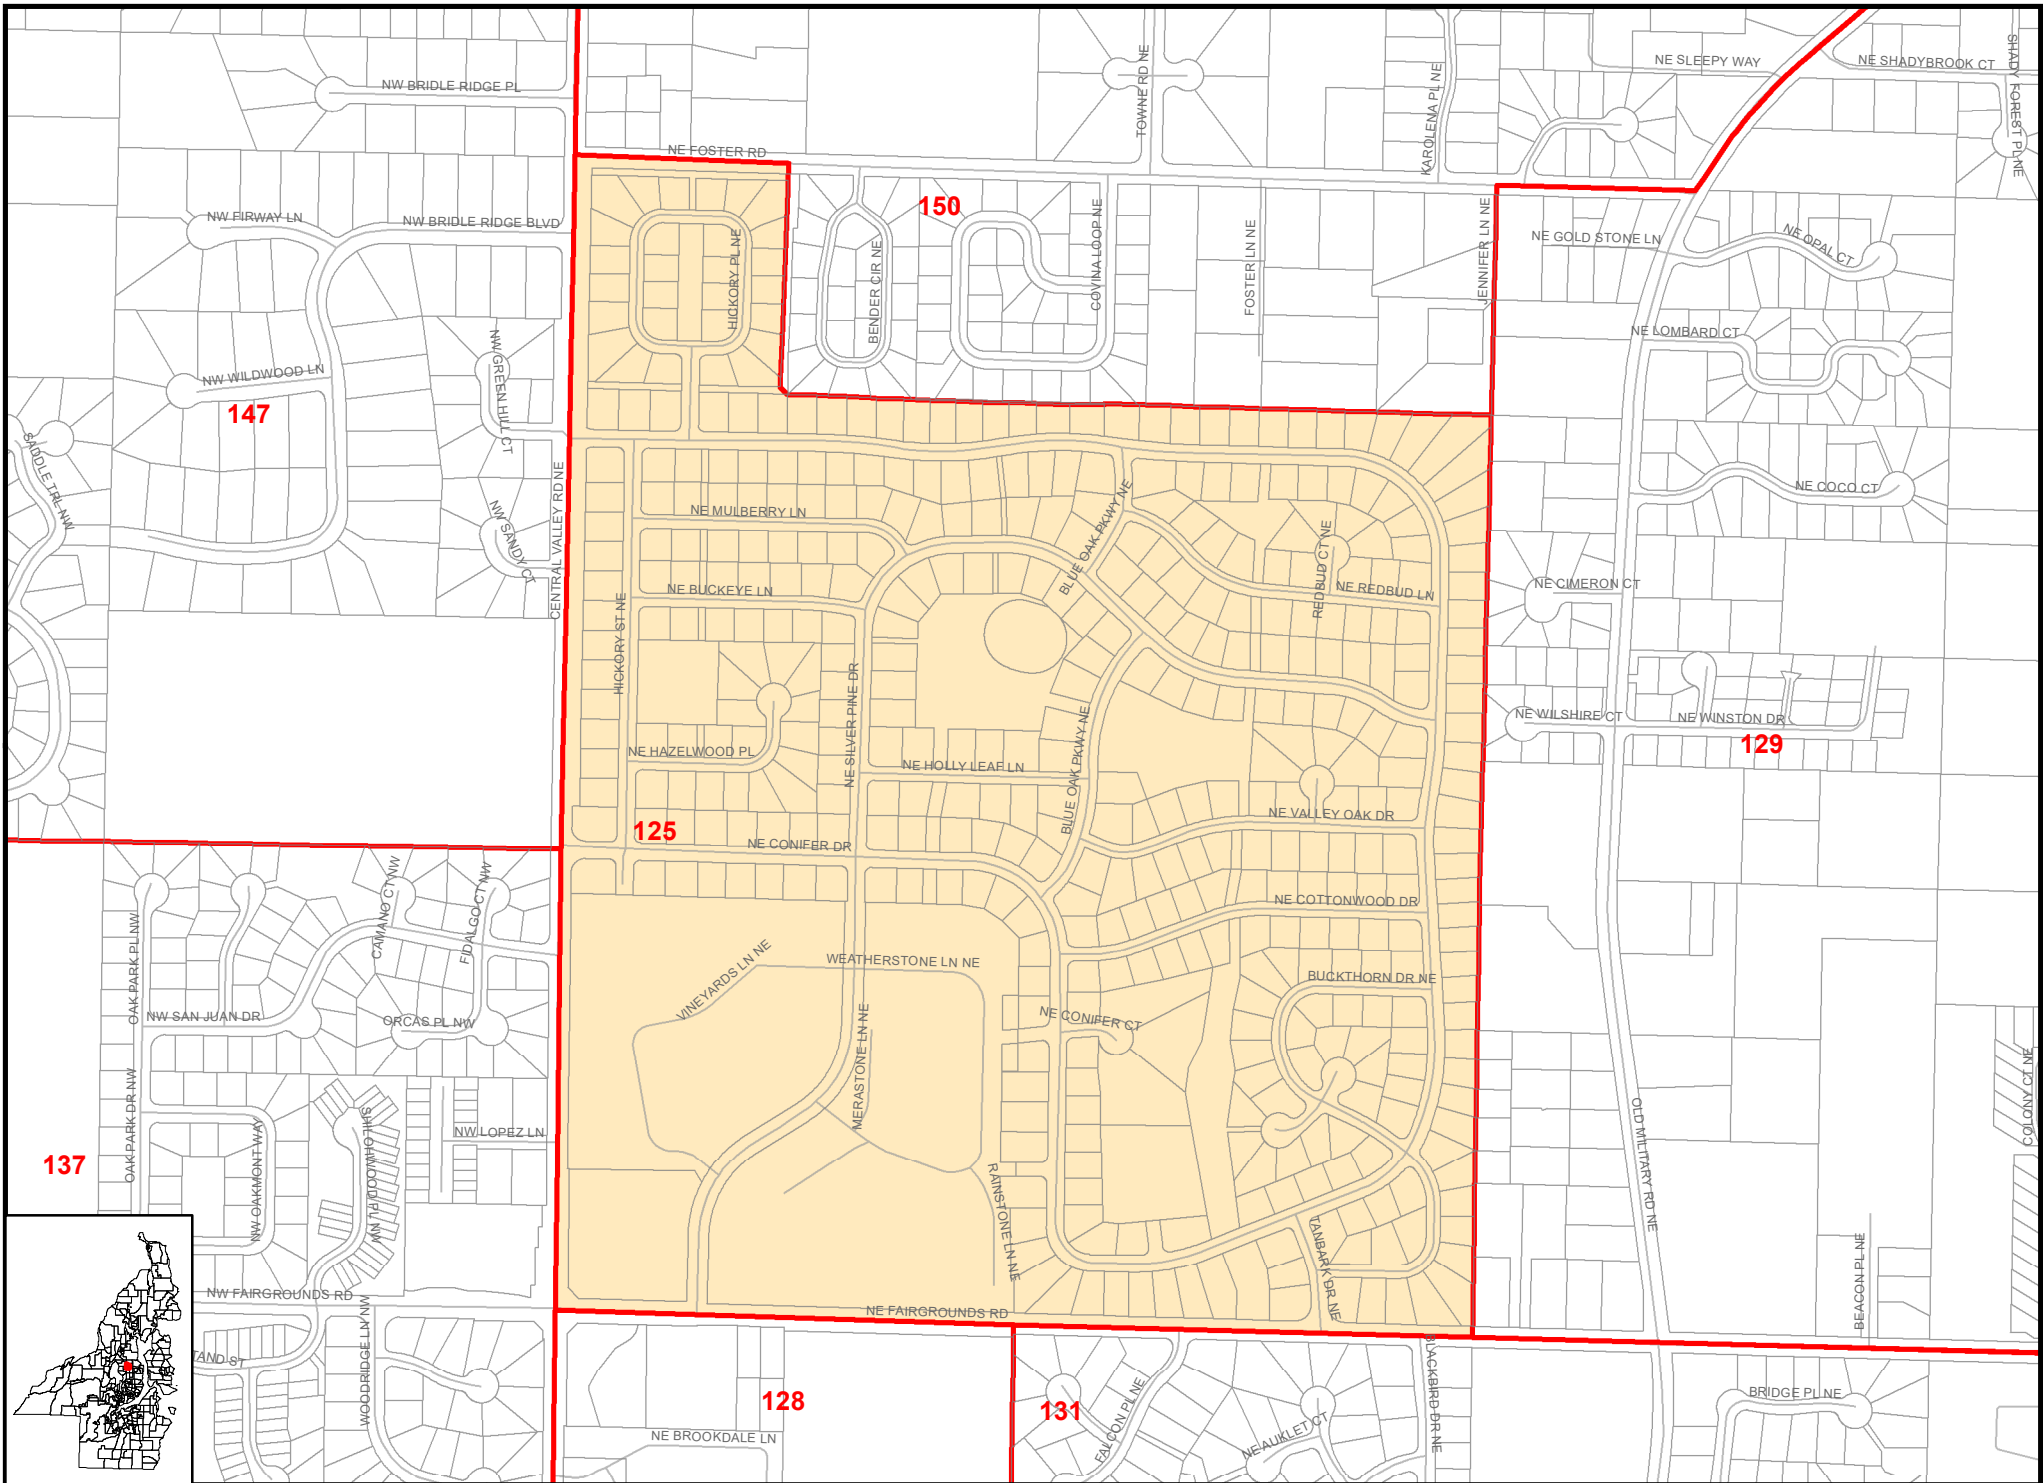 NE SLEEPY WAY
NE SHADYBROOK CT
SHADY FOREST PL NE
NW BRIDLE RIDGE PL
TOWNE RD NE
KAROLENA PL NE
NE FOSTER RD
150
NW FIRWAY LN
NW BRIDLE RIDGE BLVD
HICKORY PL NE
BENDER CIR NE
COVINA LOOP NE
FOSTER LN NE
JENNIFER LN NE
NE GOLD STONE LN
NE OPAL CT
NE LOMBARD CT
NW WILDWOOD LN
NW GREEN HILL CT
147
SADDLE TRL NW
CENTRAL VALLEY RD NE
NW SANDY CT
NE MULBERRY LN
BLUE OAK PKWY NE
NE COCO CT
REDBUD CT NE
NE REDBUD LN
NE CIMERON CT
NE BUCKEYE LN
HICKORY ST NE
NE SILVER PINE DR
NE HAZELWOOD PL
NE HOLLY LEAF LN
BLUE OAK PKWY NE
NE WILSHIRE CT
NE WINSTON DR
129
NE VALLEY OAK DR
125
NE CONIFER DR
NE COTTONWOOD DR
CAMANO CT NW
FIDALGO CT NW
OAK PARK PL NW
VINEYARDS LN NE
WEATHERSTONE LN NE
BUCKTHORN DR NE
NW SAN JUAN DR
ORCAS PL NW
MERASTONE LN NE
NE CONIFER CT
OAK PARK DR NW
NW OAKMONT WAY
SHILOHWOOD PL NW
NW LOPEZ LN
OLD MILITARY RD NE
COLONY CT NE
137
RAINSTONE LN NE
TANBARK DR NE
BEACON PL NE
NW FAIRGROUNDS RD
NE FAIRGROUNDS RD
TAND ST
WOODRIDGE LN NW
128
131
FALCON PL NE
BLACKBIRD DR NE
BRIDGE PL NE
NE BROOKDALE LN
NE AUKLET CT